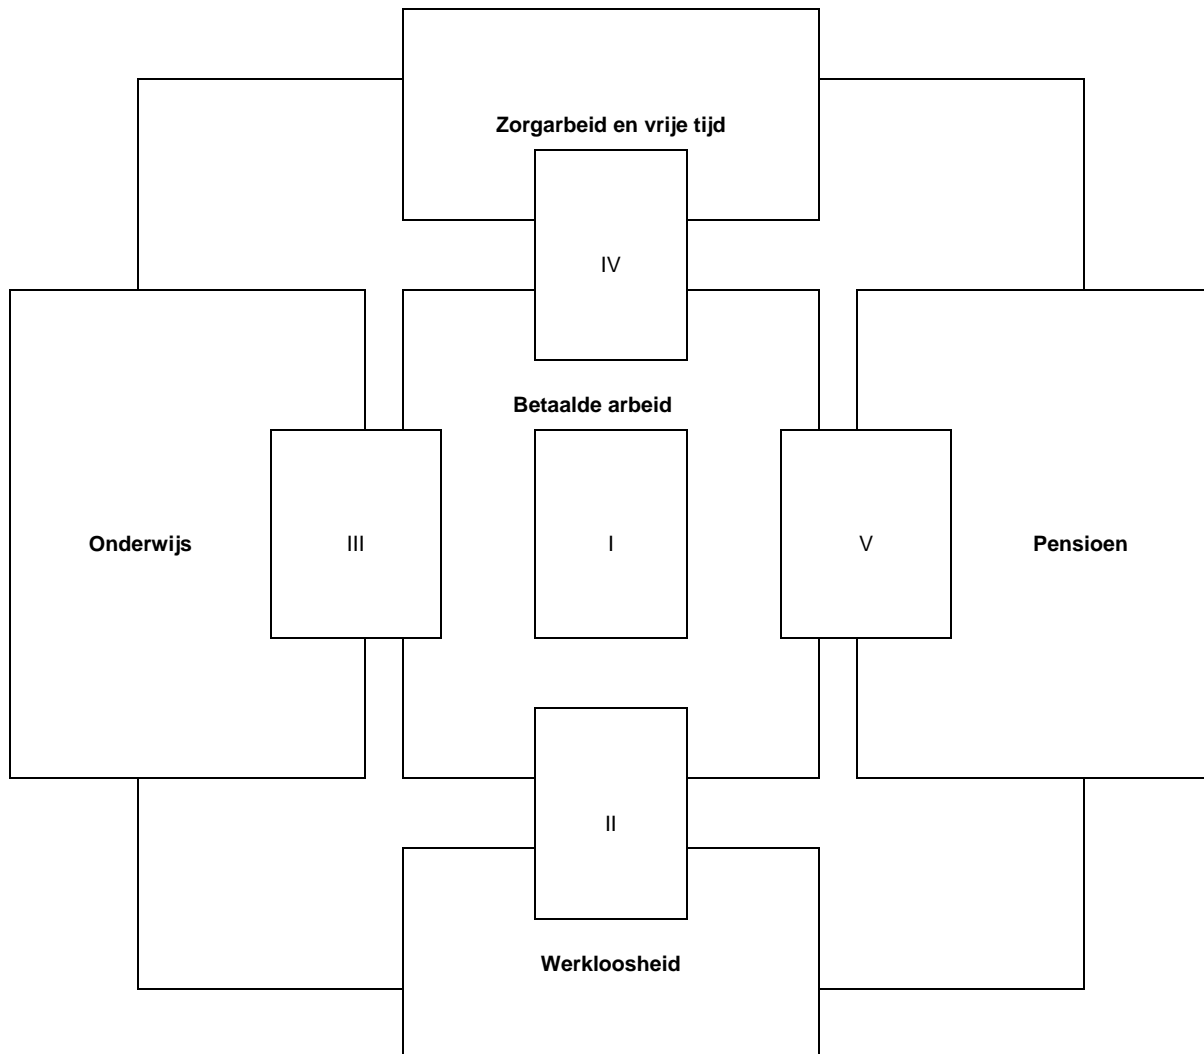 Zorgarbeid en vrije tijd
IV
Betaalde arbeid
Onderwijs
III
I
V
Pensioen
II
Werkloosheid